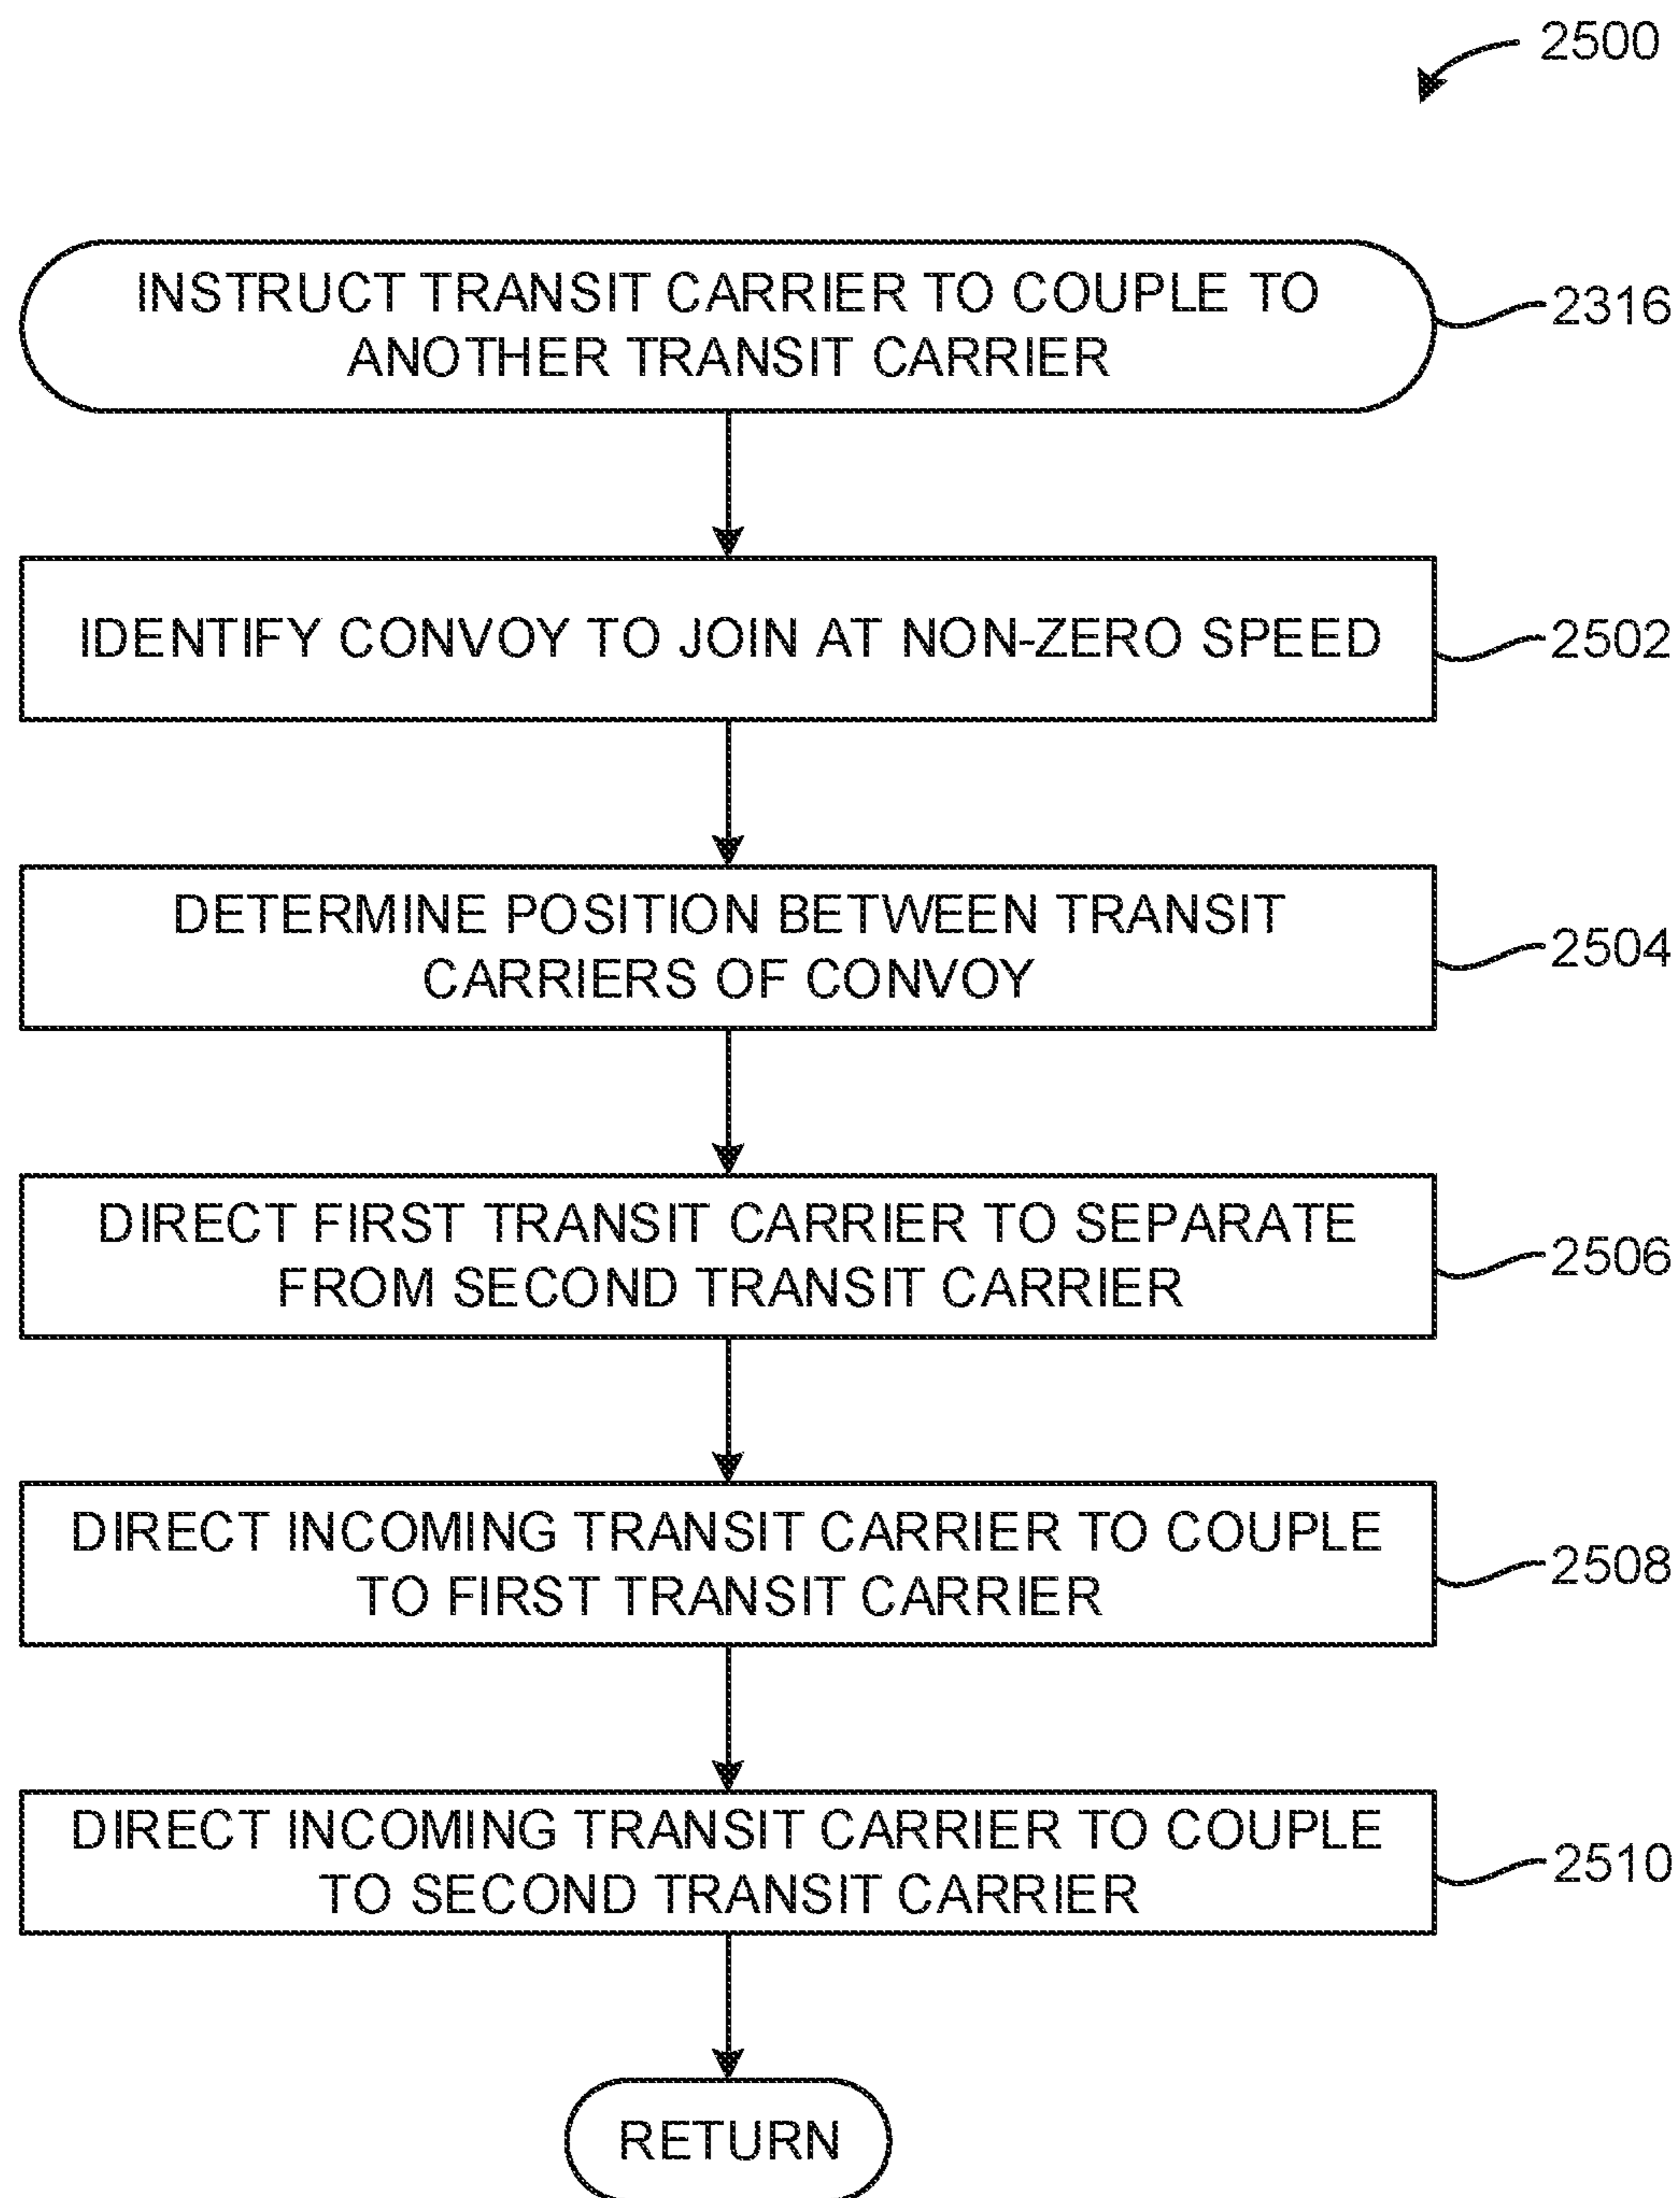 2500
INSTRUCT TRANSIT CARRIER TO COUPLE TO
ANOTHER TRANSIT CARRIER
2316
IDENTIFY CONVOY TO JOIN AT NON-ZERO SPEED
2502
DETERMINE POSITION BETWEEN TRANSIT
CARRIERS OF CONVOY
2504
DIRECT FIRST TRANSIT CARRIER TO SEPARATE
FROM SECOND TRANSIT CARRIER
2506
DIRECT INCOMING TRANSIT CARRIER TO COUPLE
TO FIRST TRANSIT CARRIER
2508
DIRECT INCOMING TRANSIT CARRIER TO COUPLE
TO SECOND TRANSIT CARRIER
2510
RETURN